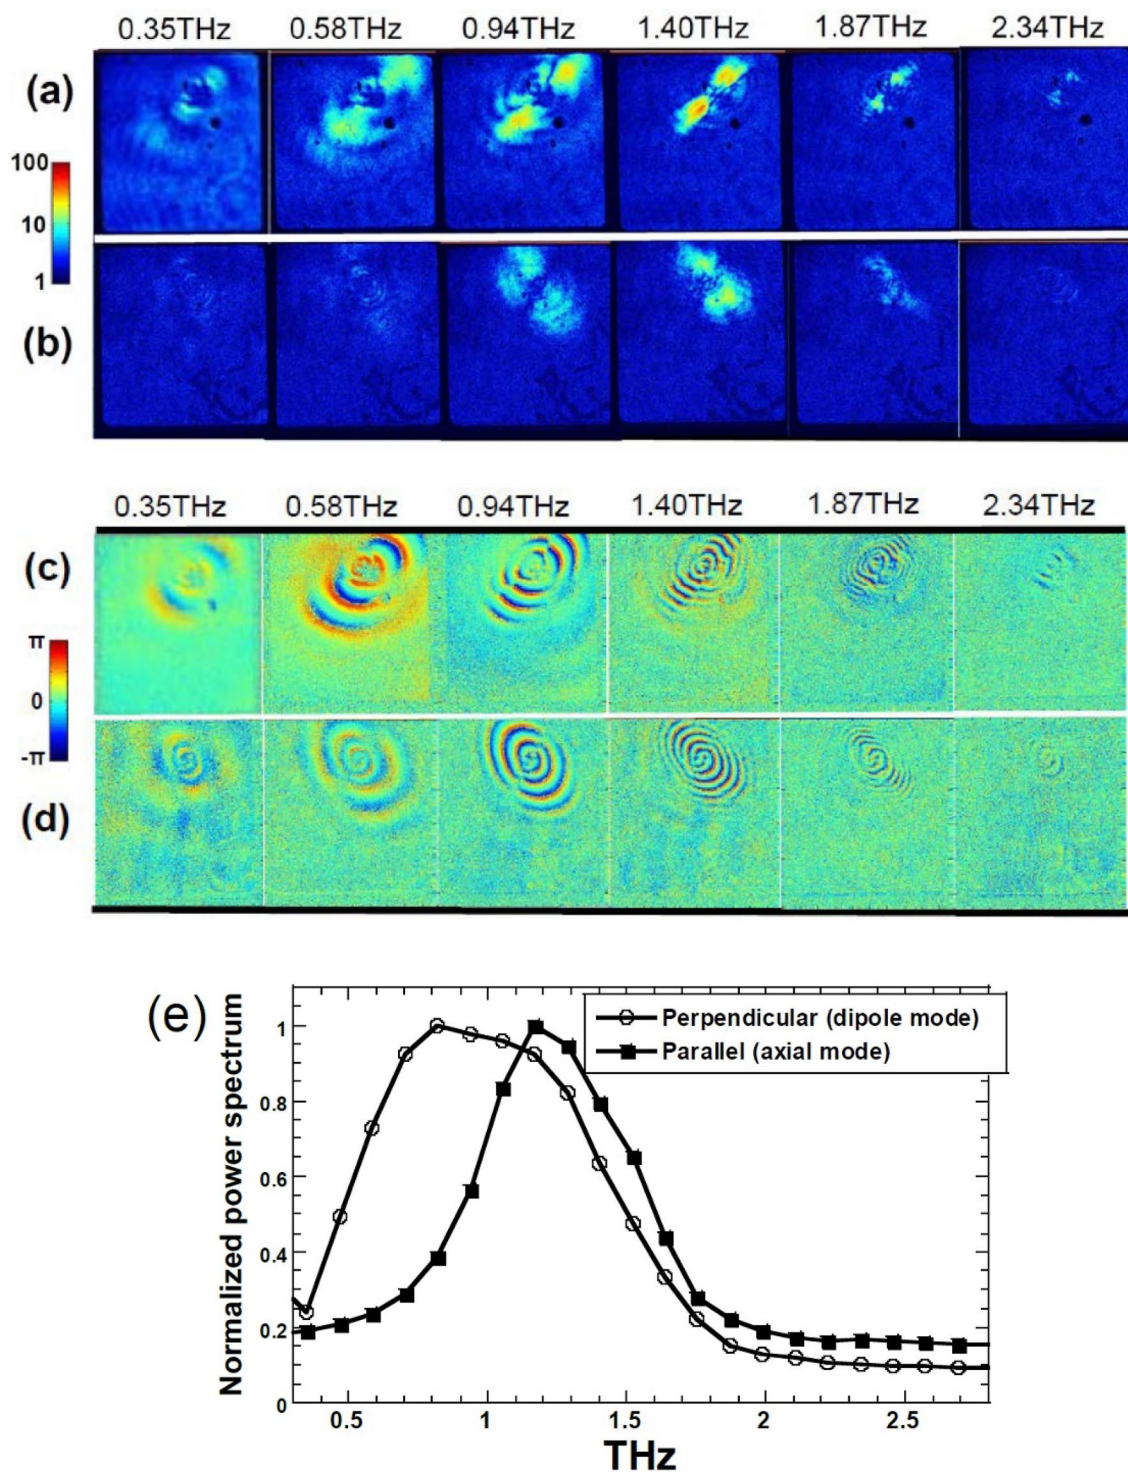 0.35THz 0.58THz 0.94THz 1.40THz 1.87THz 2.34THz
(a)
100
10
1
(b)
0.35THz 0.58THz 0.94THz 1.40THz 1.87THz 2.34THz
(c)
π
0
-π
(d)
(e)
Normalized power spectrum
1
0.8
0.6
0.4
0.2
0
Perpendicular (dipole mode)
Parallel (axial mode)
0.5 1 1.5 2 2.5
THz